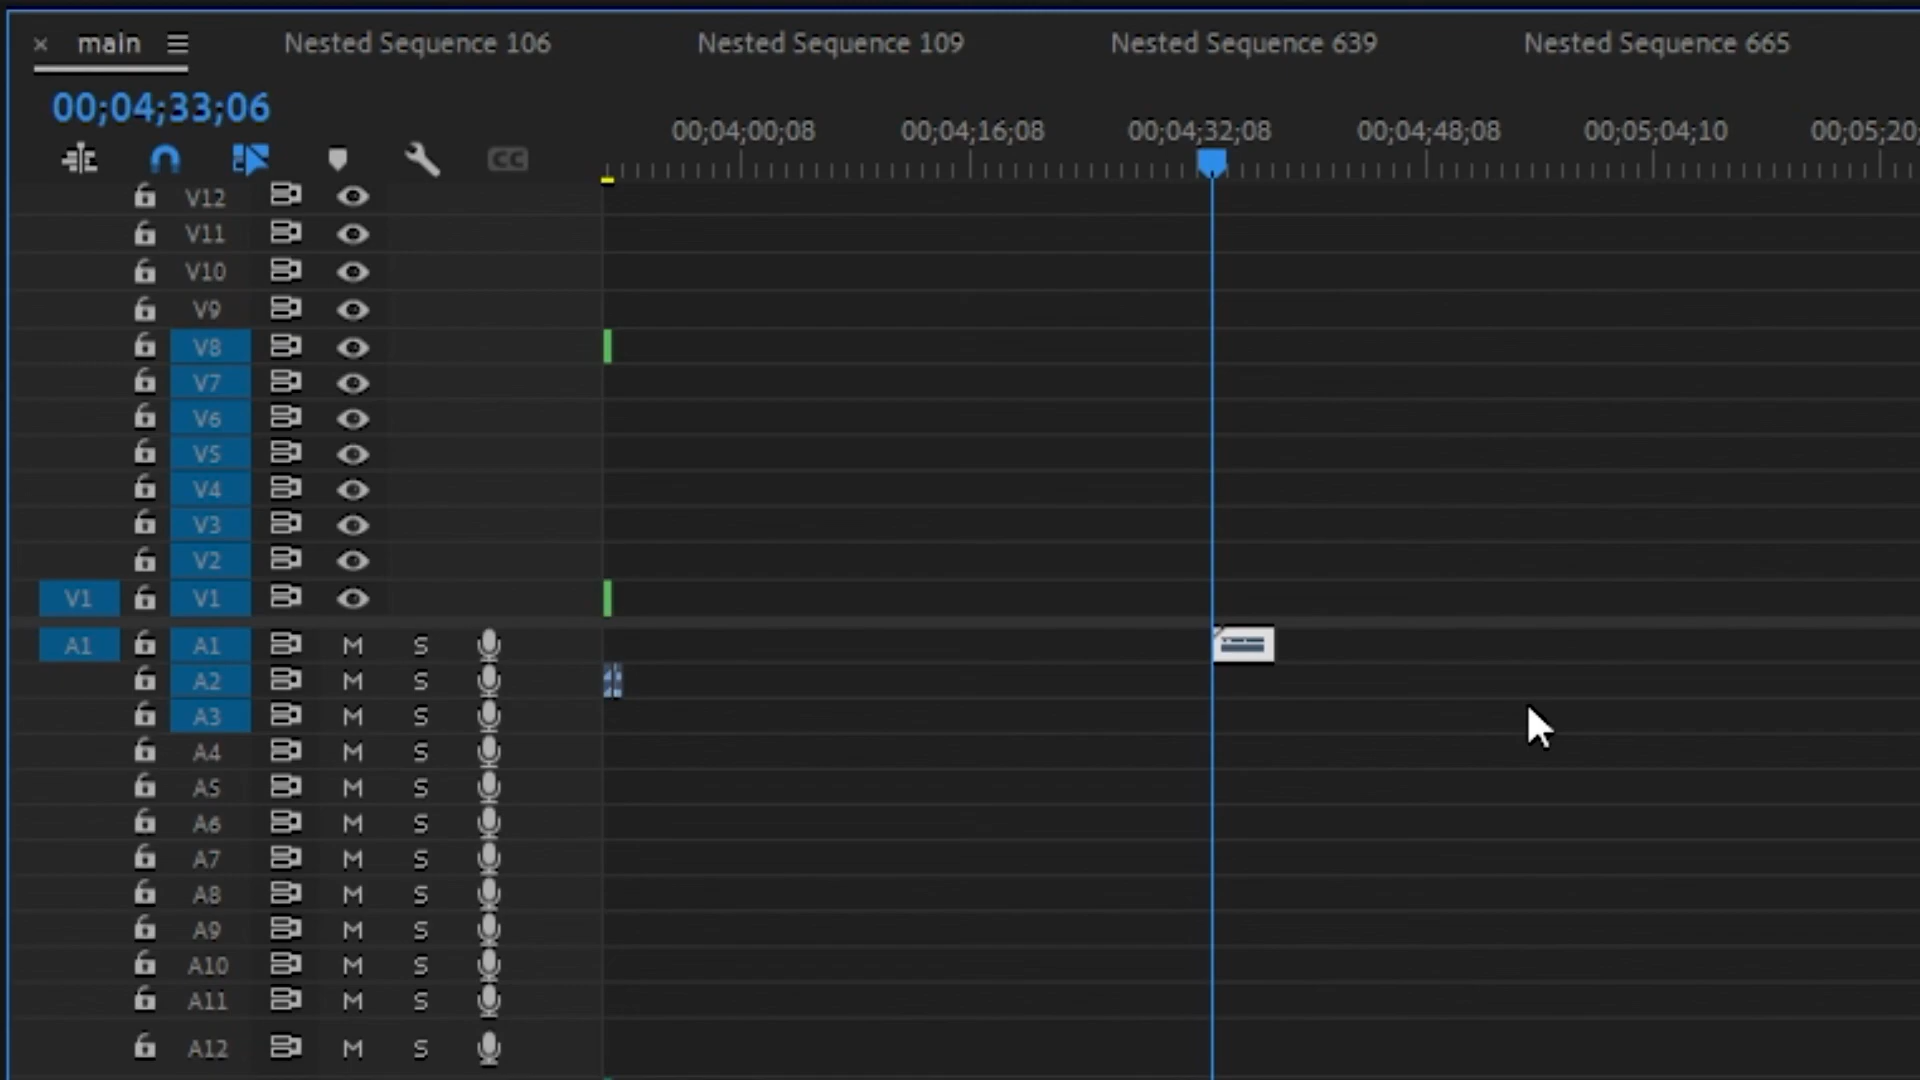 × main Nested Sequence 106 Nested Sequence 109 Nested Sequence 639 Nested Sequence 665
00;04;33;06
00;04;00;08 00;04;16;08 00;04;32;08 00;04;48;08 00;05;04;10 00;05;20
CC
V12
V11
V10
V9
V8
V7
V6
V5
V4
V3
V2
V1 V1
A1 A1 M S
A2 M S
A3 M S
A4 M S
A5 M S
A6 M S
A7 M S
A8 M S
A9 M S
A10 M S
A11 M S
A12 M S